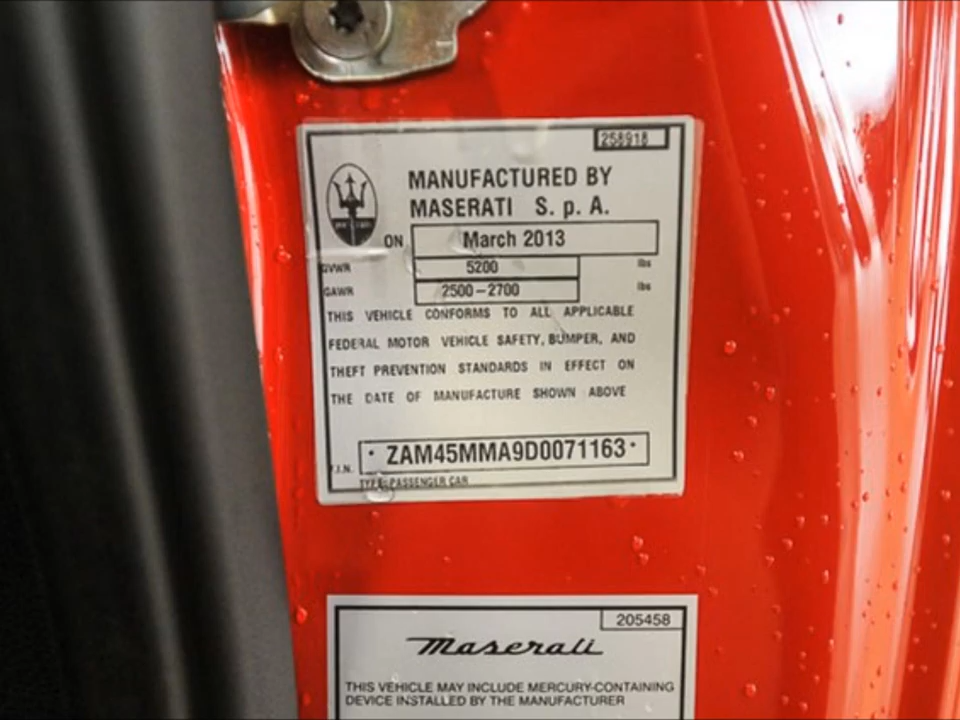 258918
MANUFACTURED BY
MASERATI S. p. A.
ON March 2013
GVWR 5200 lbs
GAWR 2500-2700 lbs
THIS VEHICLE CONFORMS TO ALL APPLICABLE
FEDERAL MOTOR VEHICLE SAFETY, BUMPER, AND
THEFT PREVENTION STANDARDS IN EFFECT ON
THE DATE OF MANUFACTURE SHOWN ABOVE
V.I.N. · ZAM45MMA9D0071163 ·
TYPE: PASSENGER CAR
205458
Maserati
THIS VEHICLE MAY INCLUDE MERCURY-CONTAINING
DEVICE INSTALLED BY THE MANUFACTURER